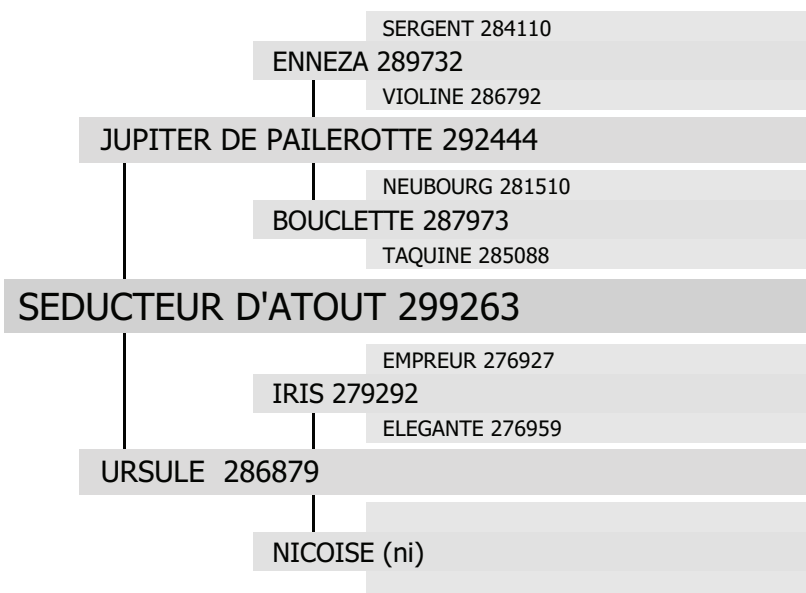 SERGENT 284110
ENNEZA 289732
VIOLINE 286792
JUPITER DE PAILEROTTE 292444
NEUBOURG 281510
BOUCLETTE 287973
TAQUINE 285088
SEDUCTEUR D'ATOUT 299263
EMPREUR 276927
IRIS 279292
ELEGANTE 276959
URSULE 286879
NICOISE (ni)